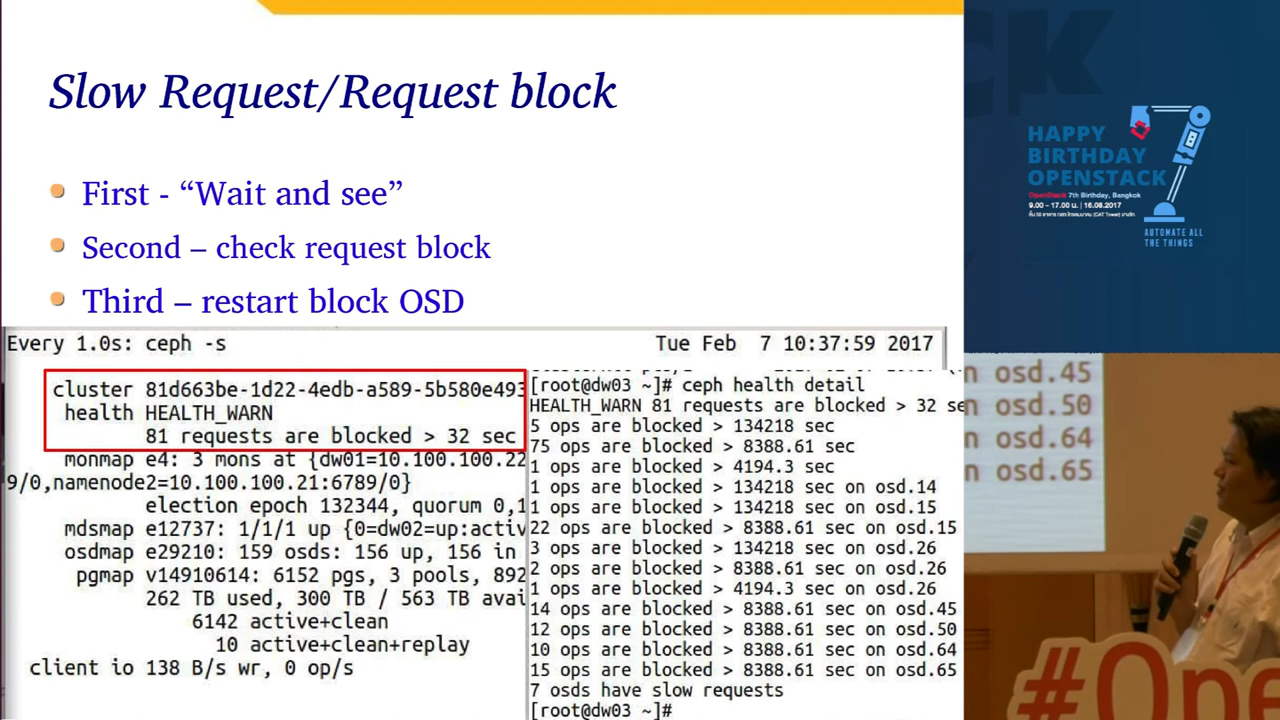 Slow Request/Request block
First - “Wait and see”
Second – check request block
Third – restart block OSD
Every 1.0s: ceph -s
Tue Feb 7 10:37:59 2017
cluster 81d663be-1d22-4edb-a589-5b580e493
health HEALTH_WARN
81 requests are blocked > 32 sec
monmap e4: 3 mons at {dw01=10.100.100.22
9/0,namenode2=10.100.100.21:6789/0}
election epoch 132344, quorum 0,1
mdsmap e12737: 1/1/1 up {0=dw02=up:activ
osdmap e29210: 159 osds: 156 up, 156 in
pgmap v14910614: 6152 pgs, 3 pools, 892
262 TB used, 300 TB / 563 TB avai
6142 active+clean
10 active+clean+replay
client io 138 B/s wr, 0 op/s
[root@dw03 ~]# ceph health detail
HEALTH_WARN 81 requests are blocked > 32 se
5 ops are blocked > 134218 sec
75 ops are blocked > 8388.61 sec
1 ops are blocked > 4194.3 sec
1 ops are blocked > 134218 sec on osd.14
1 ops are blocked > 134218 sec on osd.15
22 ops are blocked > 8388.61 sec on osd.15
3 ops are blocked > 134218 sec on osd.26
2 ops are blocked > 8388.61 sec on osd.26
1 ops are blocked > 4194.3 sec on osd.26
14 ops are blocked > 8388.61 sec on osd.45
12 ops are blocked > 8388.61 sec on osd.50
10 ops are blocked > 8388.61 sec on osd.64
15 ops are blocked > 8388.61 sec on osd.65
7 osds have slow requests
[root@dw03 ~]#
HAPPY
BIRTHDAY
OPENSTACK
OpenStack 7th Birthday, Bangkok
9.00 - 17.00 น. | 16.08.2017
AUTOMATE ALL
THE THINGS
n osd.45
n osd.50
n osd.64
n osd.65
#Ope